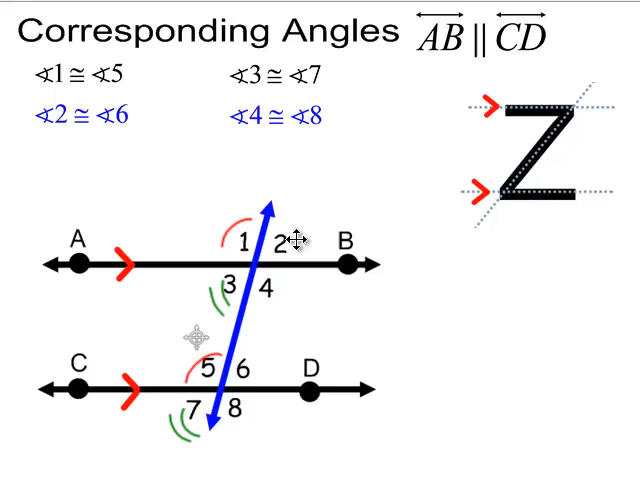 Corresponding Angles AB || CD
∢1 ≅ ∢5 ∢3 ≅ ∢7
∢2 ≅ ∢6 ∢4 ≅ ∢8
A 1 2 B
3 4
C 5 6 D
7 8